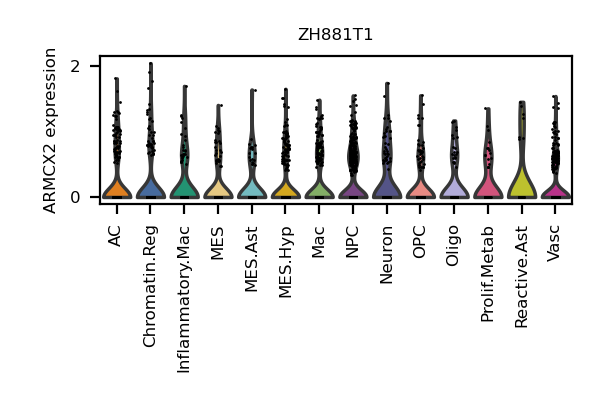 ZH881T1
ARMCX2 expression
2
0
AC
Chromatin.Reg
Inflammatory.Mac
MES
MES.Ast
MES.Hyp
Mac
NPC
Neuron
OPC
Oligo
Prolif.Metab
Reactive.Ast
Vasc